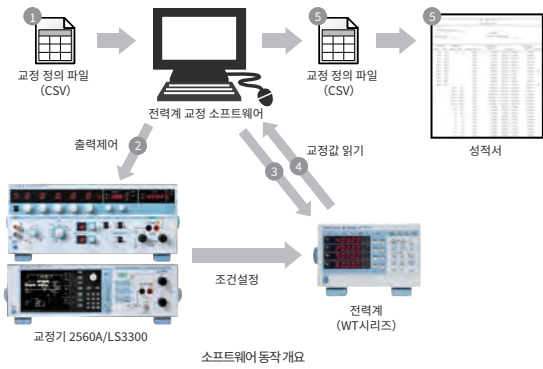 1
5
5
교정 정의 파일
(CSV)
전력계 교정 소프트웨어
교정 정의 파일
(CSV)
성적서
출력제어
2
3
4
교정값 읽기
조건설정
교정기 2560A/LS3300
전력계
(WT시리즈)
소프트웨어 동작 개요